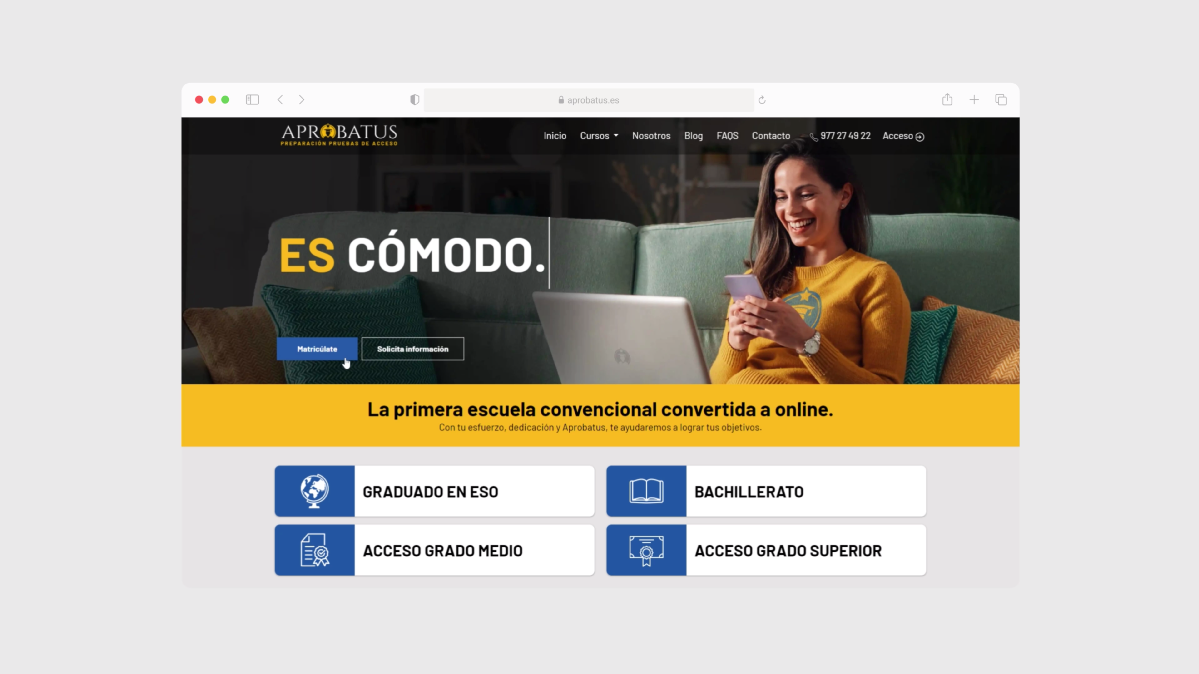 aprobatus.es
APROBATUS
PREPARACIÓN PRUEBAS DE ACCESO
Inicio Cursos Nosotros Blog FAQS Contacto 977 27 49 22 Acceso
ES CÓMODO.
Matricúlate Solicita información
La primera escuela convencional convertida a online.
Con tu esfuerzo, dedicación y Aprobatus, te ayudaremos a lograr tus objetivos.
GRADUADO EN ESO
BACHILLERATO
ACCESO GRADO MEDIO
ACCESO GRADO SUPERIOR